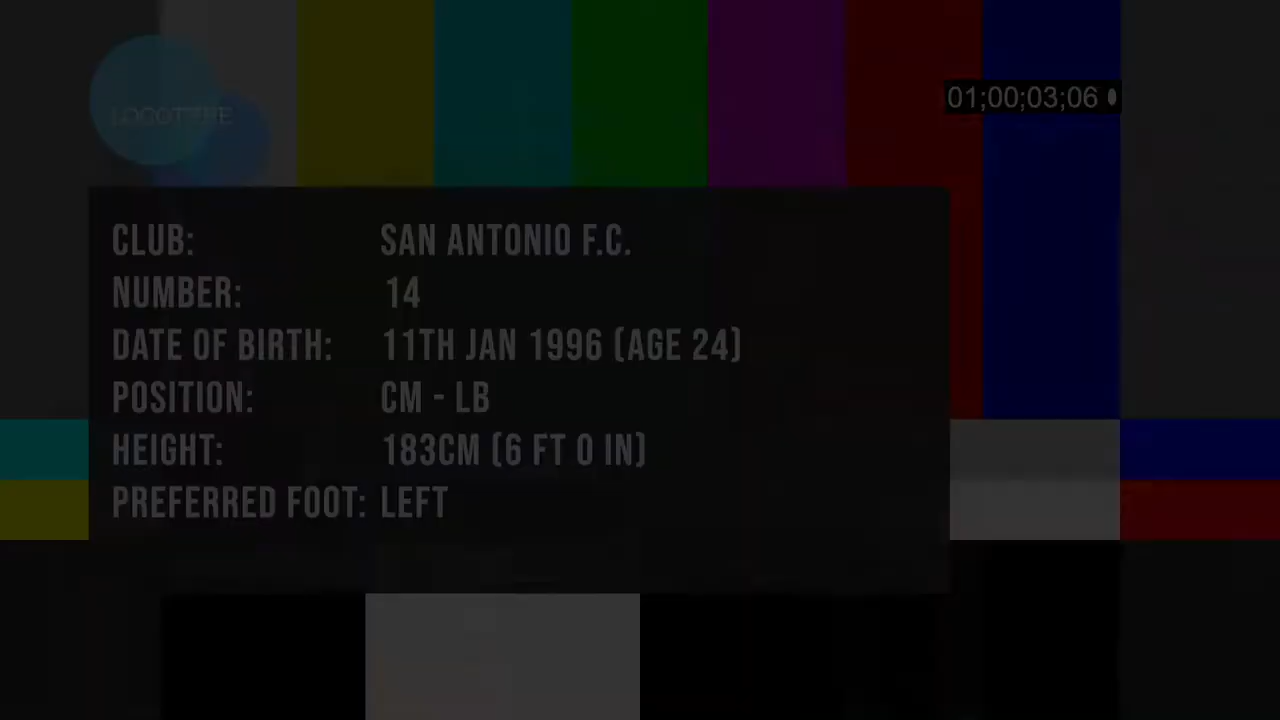 LOGOTYPE
01;00;03;06
CLUB: SAN ANTONIO F.C.
NUMBER: 14
DATE OF BIRTH: 11TH JAN 1996 (AGE 24)
POSITION: CM - LB
HEIGHT: 183CM (6 FT 0 IN)
PREFERRED FOOT: LEFT